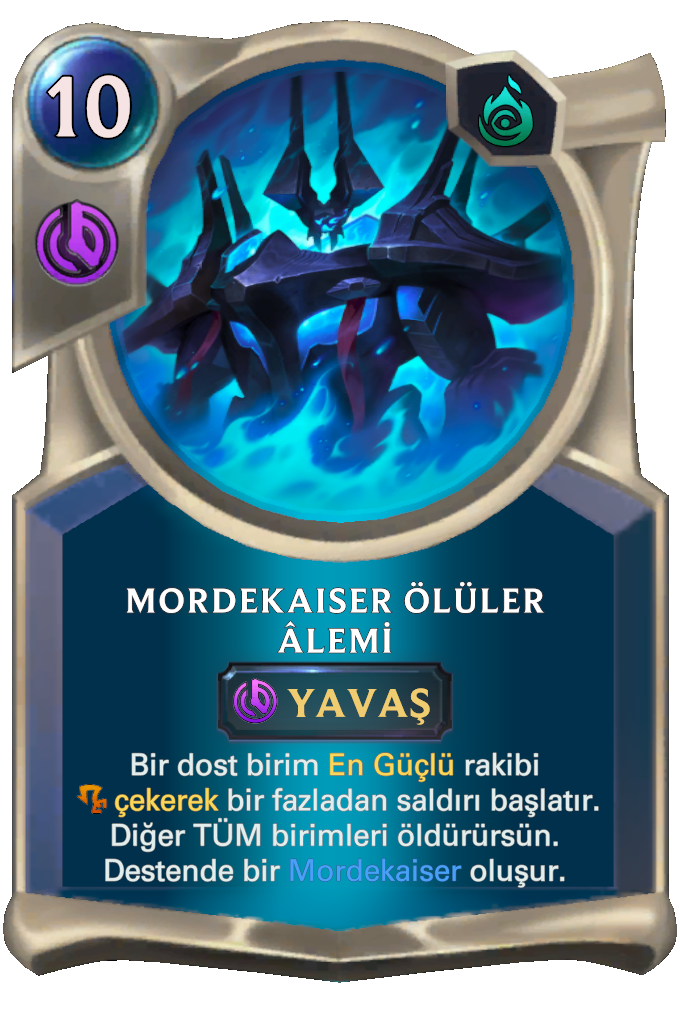 10
MORDEKAISER ÖLÜLER
ÂLEMİ
YAVAŞ
Bir dost birim En Güçlü rakibi
çekerek bir fazladan saldırı başlatır.
Diğer TÜM birimleri öldürürsün.
Destende bir Mordekaiser oluşur.